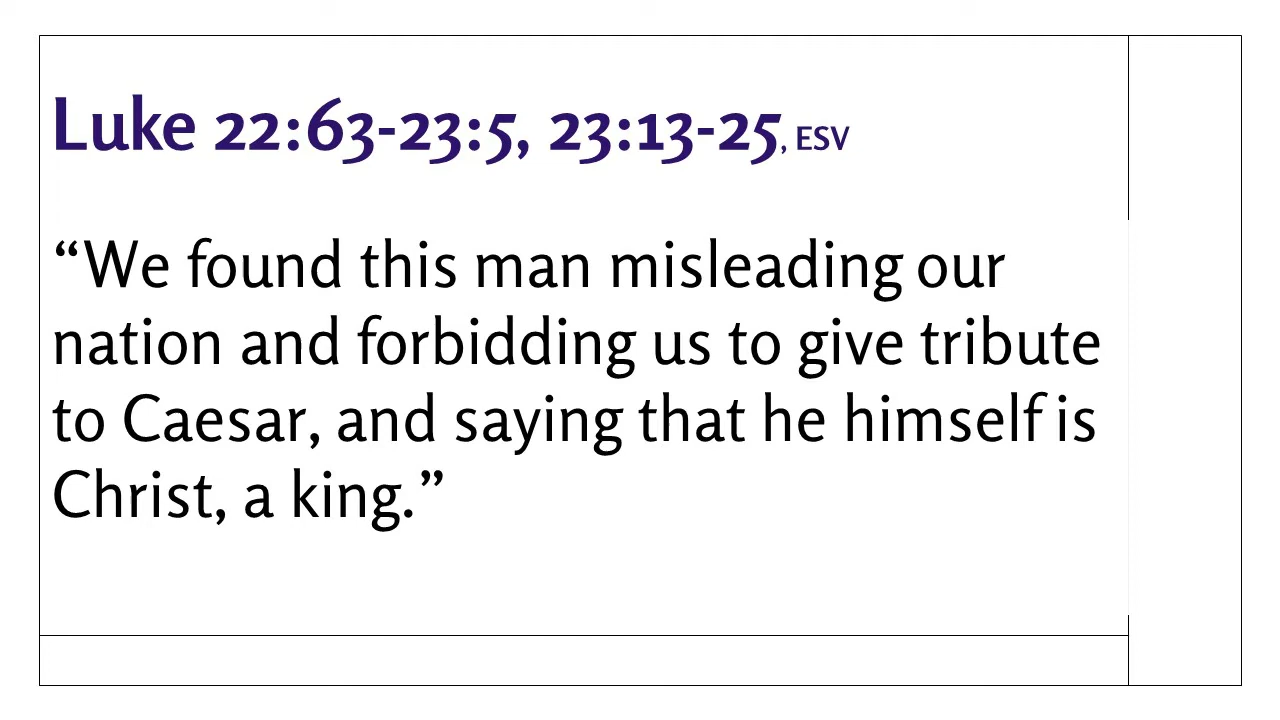 Luke 22:63-23:5, 23:13-25, ESV
“We found this man misleading our
nation and forbidding us to give tribute
to Caesar, and saying that he himself is
Christ, a king.”